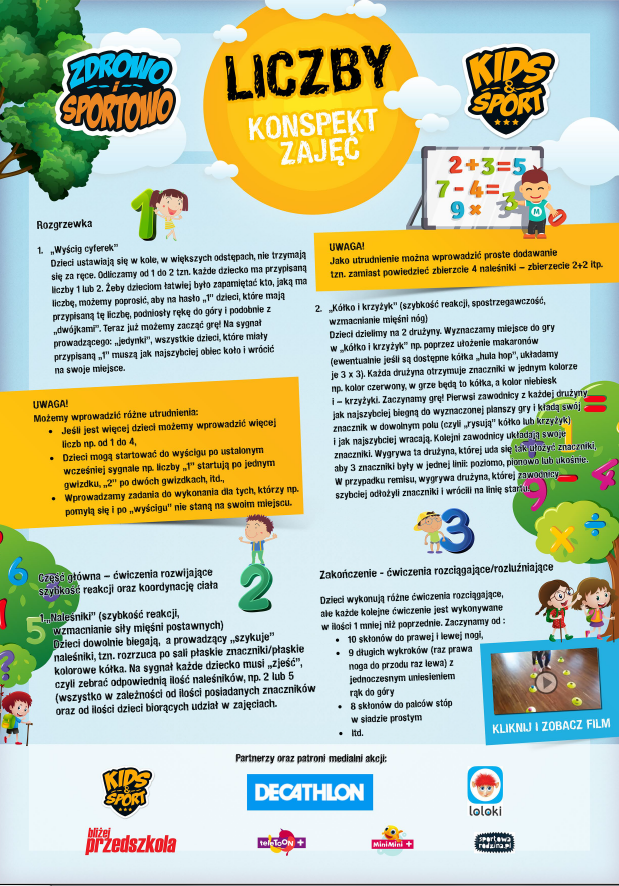 ZDROWO
i
SPORTOWO
LICZBY
KONSPEKT
ZAJĘĆ
KIDS
&
SPORT
2+3=5
7-4=3
9×
M
Rozgrzewka
1
1. „Wyścig cyferek”
Dzieci ustawiają się w kole, w większych odstępach, nie trzymają
się za ręce. Odliczamy od 1 do 2 tzn. każde dziecko ma przypisaną
liczby 1 lub 2. Żeby dzieciom łatwiej było zapamiętać kto, jaką ma
liczbę, możemy poprosić, aby na hasło „1” dzieci, które mają
przypisaną tę liczbę, podniosły rękę do góry i podobnie z
„dwójkami”. Teraz już możemy zacząć grę! Na sygnał
prowadzącego: „jedynki”, wszystkie dzieci, które miały
przypisaną „1” muszą jak najszybciej obiec koło i wrócić
na swoje miejsce.
UWAGA!
Możemy wprowadzić różne utrudnienia:
• Jeśli jest więcej dzieci możemy wprowadzić więcej
liczb np. od 1 do 4,
• Dzieci mogą startować do wyścigu po ustalonym
wcześniej sygnale np. liczby „1” startują po jednym
gwizdku, „2” po dwóch gwizdkach, itd.,
• Wprowadzamy zadania do wykonania dla tych, którzy np.
pomylą się i po „wyścigu” nie staną na swoim miejscu.
2
Część główna – ćwiczenia rozwijające
szybkość reakcji oraz koordynację ciała
1.„Naleśniki” (szybkość reakcji,
wzmacnianie siły mięśni postawnych)
Dzieci dowolnie biegają, a prowadzący „szykuje”
naleśniki, tzn. rozrzuca po sali płaskie znaczniki/płaskie
kolorowe kółka. Na sygnał każde dziecko musi „zjeść”,
czyli zebrać odpowiednią ilość naleśników, np. 2 lub 5
(wszystko w zależności od ilości posiadanych znaczników
oraz od ilości dzieci biorących udział w zajęciach.
UWAGA!
Jako utrudnienie można wprowadzić proste dodawanie
tzn. zamiast powiedzieć zbierzcie 4 naleśniki – zbierzecie 2+2 itp.
2. „Kółko i krzyżyk” (szybkość reakcji, spostrzegawczość,
wzmacnianie mięśni nóg)
Dzieci dzielimy na 2 drużyny. Wyznaczamy miejsce do gry
w „kółko i krzyżyk” np. poprzez ułożenie makaronów
(ewentualnie jeśli są dostępne kółka „hula hop”, układamy
je 3 x 3). Każda drużyna otrzymuje znaczniki w jednym kolorze
np. kolor czerwony, w grze będą to kółka, a kolor niebieski
i – krzyżyki. Zaczynamy grę! Pierwsi zawodnicy z każdej drużyny
jak najszybciej biegną do wyznaczonej planszy gry i kładą swój
znacznik w dowolnym polu (czyli „rysują” kółko lub krzyżyk)
i jak najszybciej wracają. Kolejni zawodnicy układają swoje
znaczniki. Wygrywa ta drużyna, której uda się tak ułożyć znaczniki,
aby 3 znaczniki były w jednej linii: poziomo, pionowo lub ukośnie.
W przypadku remisu, wygrywa drużyna, której zawodnicy
szybciej odłożyli znaczniki i wrócili na linię startu.
3
Zakończenie - ćwiczenia rozciągające/rozluźniające
Dzieci wykonują różne ćwiczenia rozciągające,
ale każde kolejne ćwiczenie jest wykonywane
w ilości 1 mniej niż poprzednie. Zaczynamy od :
• 10 skłonów do prawej i lewej nogi,
• 9 długich wykroków (raz prawa
noga do przodu raz lewa) z
jednoczesnym uniesieniem
rąk do góry
• 8 skłonów do palców stóp
w siadzie prostym
• Itd.
KLIKNIJ I ZOBACZ FILM
Partnerzy oraz patroni medialni akcji:
KIDS
&
SPORT
DECATHLON
loloki
bliżej
przedszkola
teleTOON +
MiniMini +
sportowa
rodzina.pl